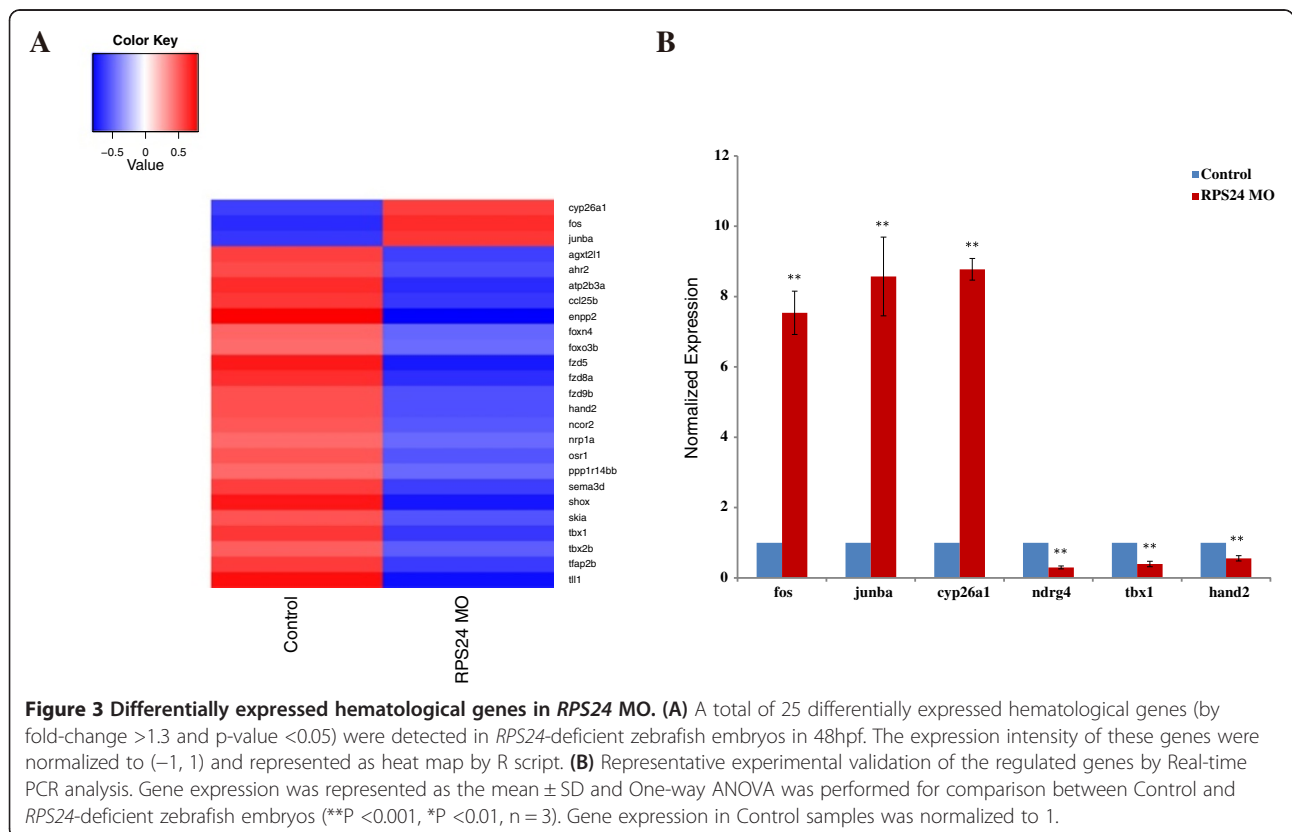 A
Color Key
−0.5 0 0.5
Value
cyp26a1
fos
junba
agxt2l1
ahr2
atp2b3a
ccl25b
enpp2
foxn4
foxo3b
fzd5
fzd8a
fzd9b
hand2
ncor2
nrp1a
osr1
ppp1r14bb
sema3d
shox
skia
tbx1
tbx2b
tfap2b
tll1
Control
RPS24 MO
B
Normalized Expression
12
10
8
6
4
2
0
Control
RPS24 MO
** ** ** ** ** **
fos junba cyp26a1 ndrg4 tbx1 hand2
Figure 3 Differentially expressed hematological genes in RPS24 MO. (A) A total of 25 differentially expressed hematological genes (by
fold-change >1.3 and p-value <0.05) were detected in RPS24-deficient zebrafish embryos in 48hpf. The expression intensity of these genes were
normalized to (−1, 1) and represented as heat map by R script. (B) Representative experimental validation of the regulated genes by Real-time
PCR analysis. Gene expression was represented as the mean ± SD and One-way ANOVA was performed for comparison between Control and
RPS24-deficient zebrafish embryos (**P <0.001, *P <0.01, n = 3). Gene expression in Control samples was normalized to 1.